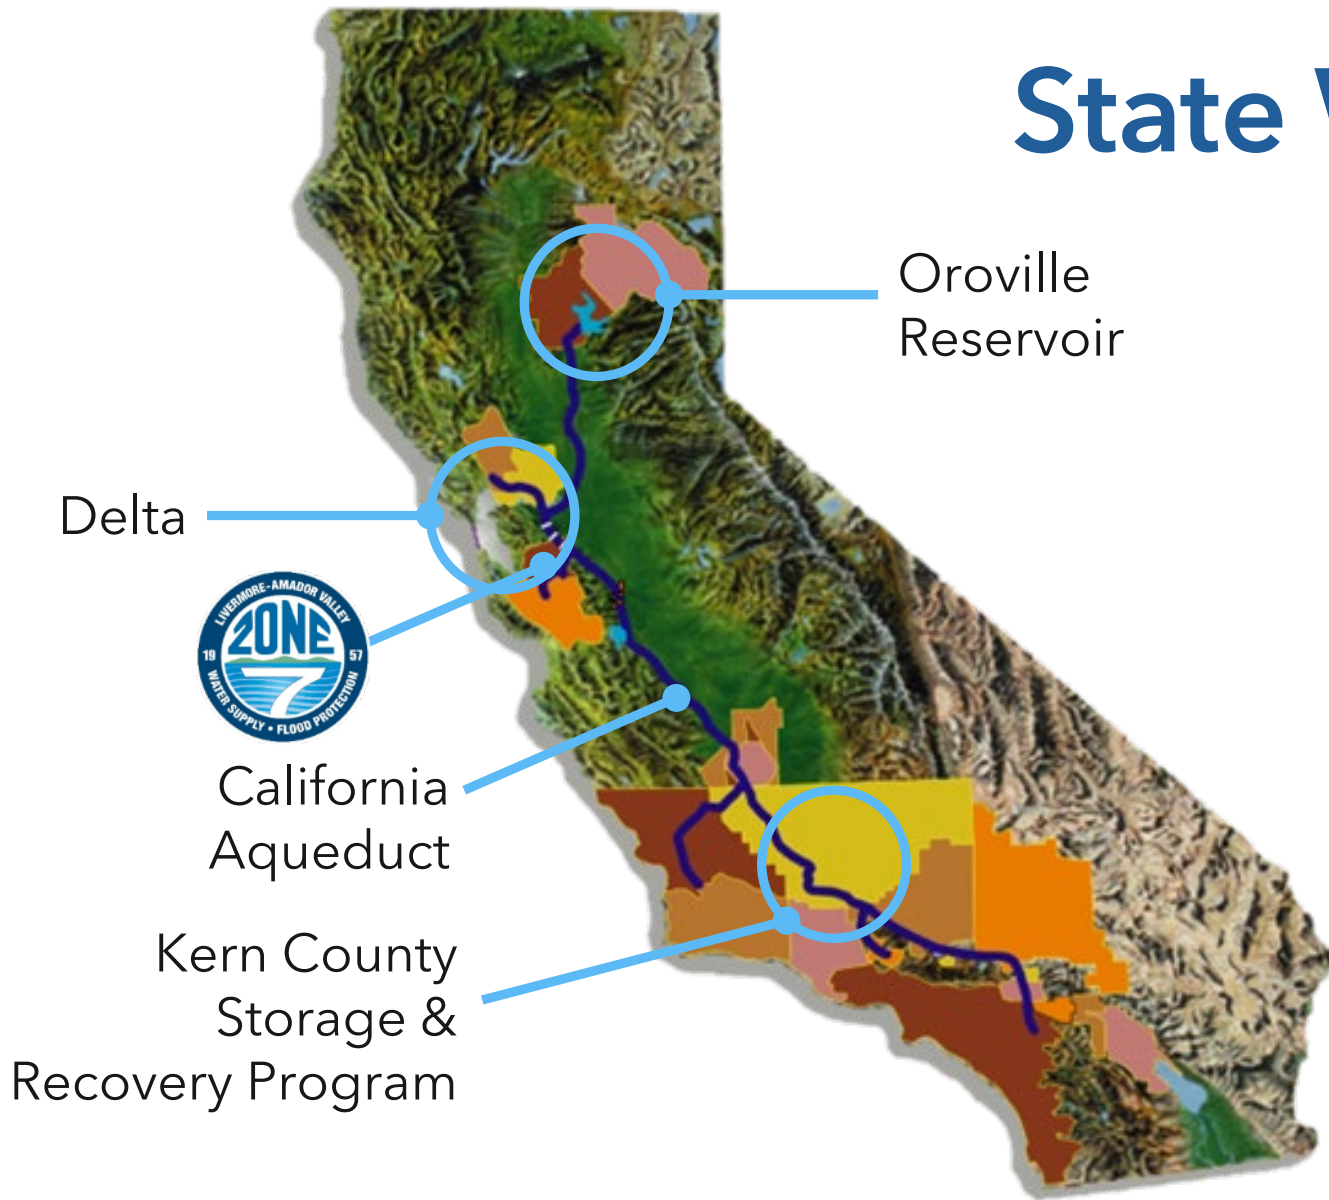 State
Oroville
Reservoir
Delta
LIVERMORE-AMADOR VALLEY
ZONE
19 57
7
WATER SUPPLY • FLOOD PROTECTION
California
Aqueduct
Kern County
Storage &
Recovery Program